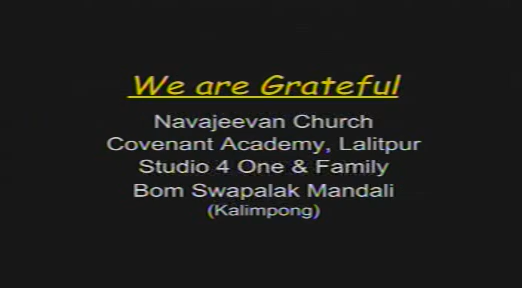 We are Grateful
Navajeevan Church
Covenant Academy, Lalitpur
Studio 4 One & Family
Bom Swapalak Mandali
(Kalimpong)